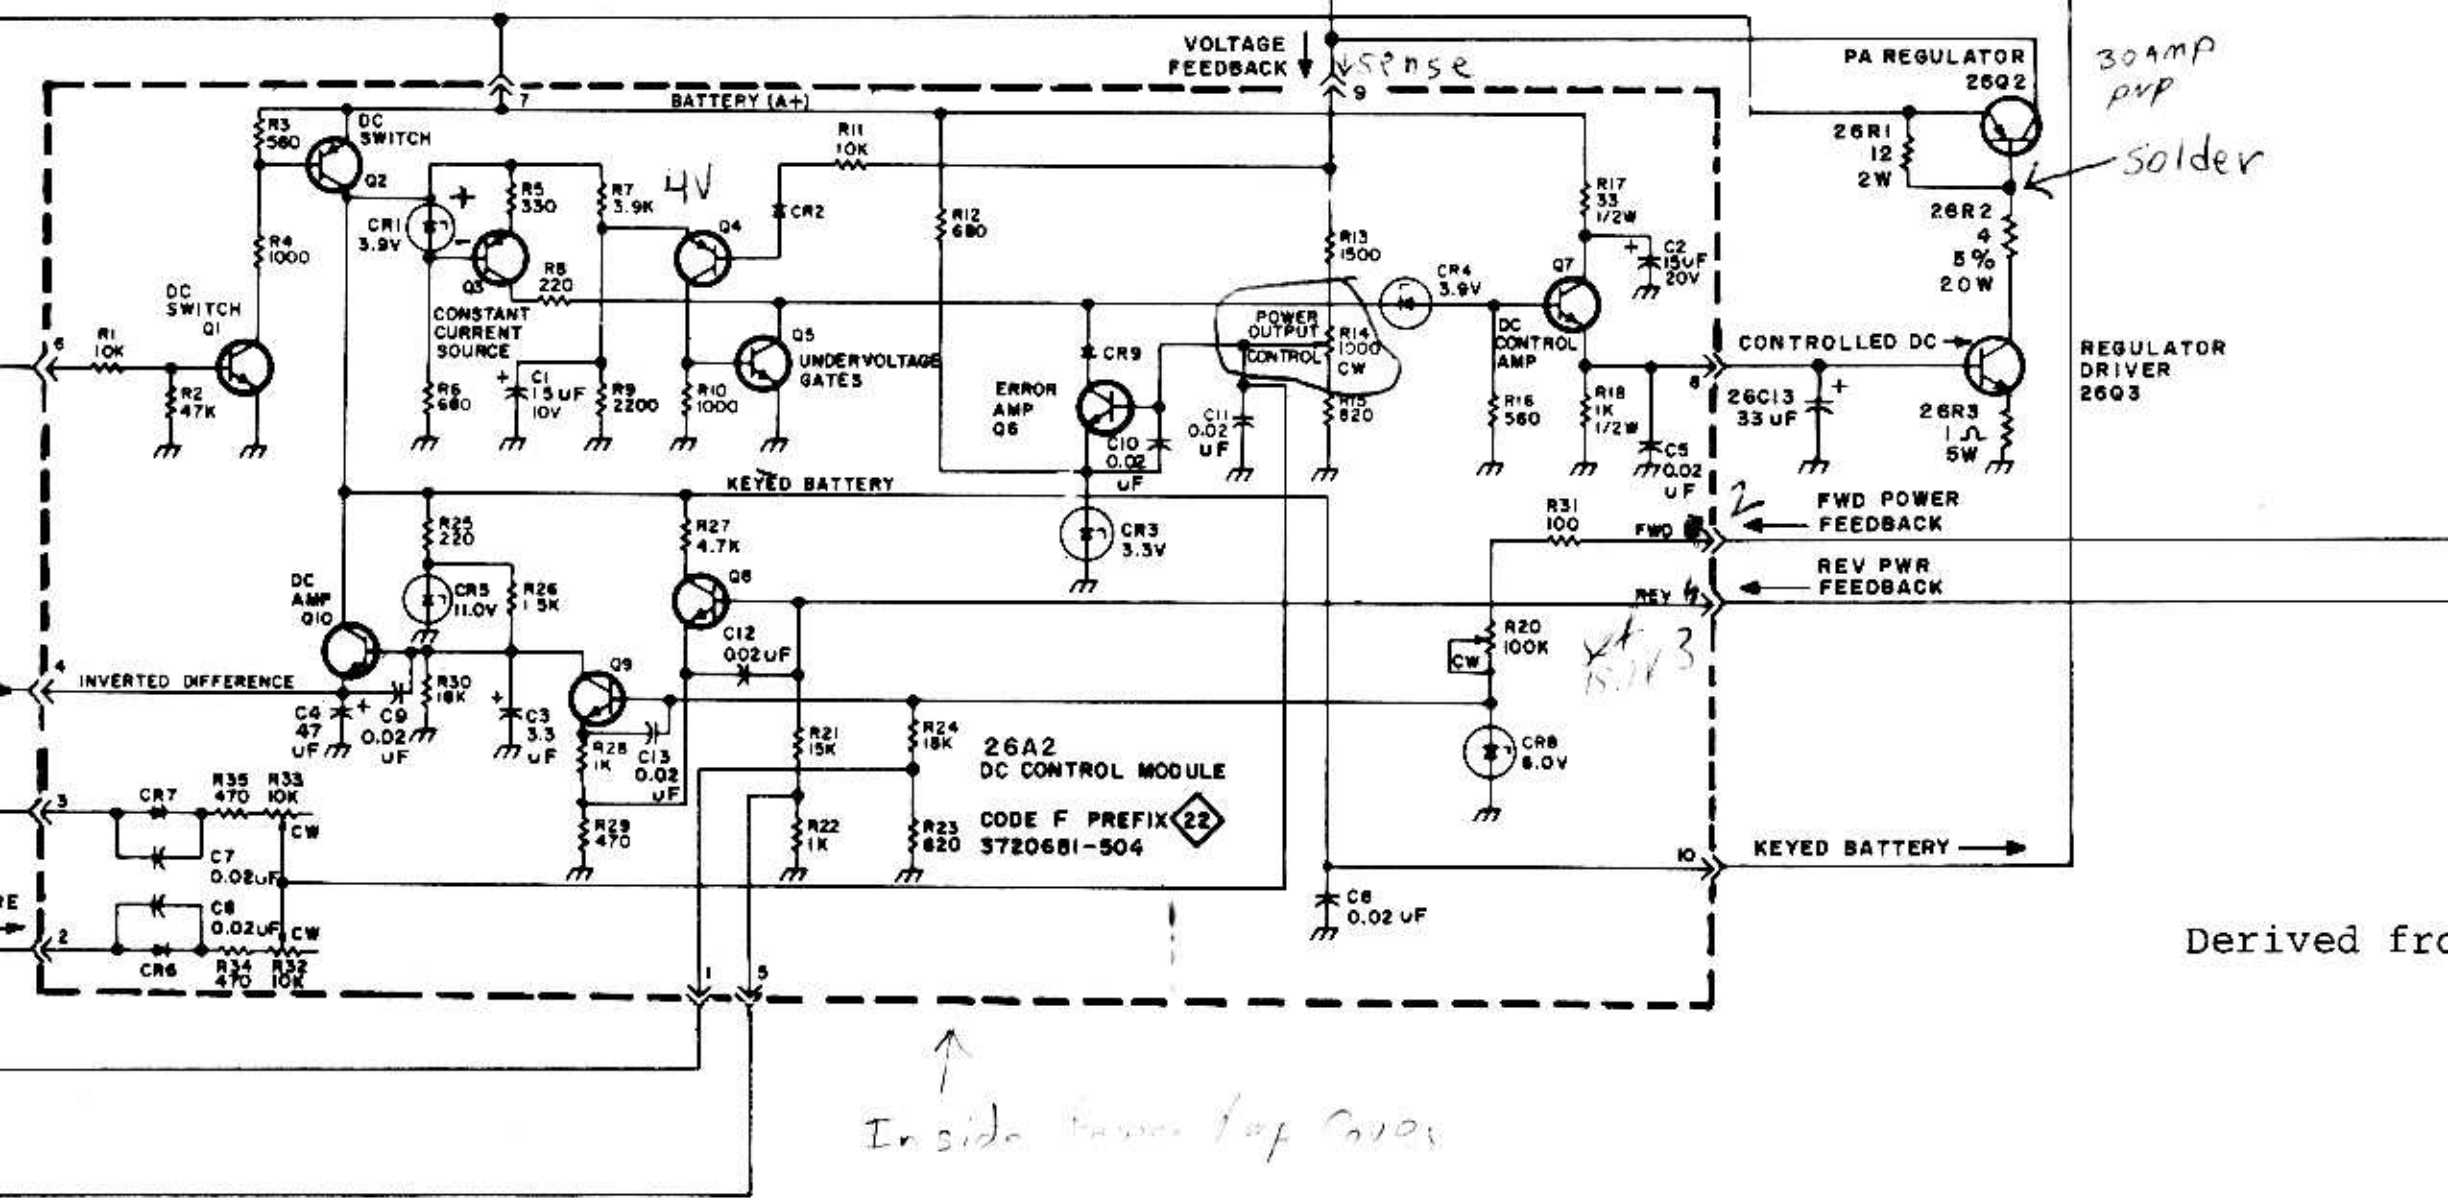 VOLTAGE
FEEDBACK
sense
9
PA REGULATOR
26Q2
30 AMP
pnp
solder
26R1
12
2W
26R2
4
5%
20W
7
BATTERY (A+)
R3
560
DC
SWITCH
Q2
R4
1000
DC
SWITCH
Q1
6
R1
10K
R2
47K
+
CR1
3.9V
-
R5
330
R7
3.9K
4V
Q4
R11
10K
CR2
R12
680
Q3
CONSTANT
CURRENT
SOURCE
R8
220
R6
680
+
C1
15uF
10V
R9
2200
R10
1000
Q5
UNDERVOLTAGE
GATES
CR9
ERROR
AMP
Q6
C10
0.02
uF
C11
0.02
uF
R13
1500
POWER
OUTPUT
CONTROL
R14
1000
CW
R15
820
CR4
3.9V
R17
33
1/2W
Q7
+
C2
15uF
20V
DC
CONTROL
AMP
R16
560
R18
1K
1/2W
C5
0.02
uF
8
CONTROLLED DC
REGULATOR
DRIVER
26Q3
26C13
33uF
+
26R3
1Ω
5W
KEYED BATTERY
CR3
3.3V
R31
100
FWD
2
FWD POWER
FEEDBACK
REV PWR
FEEDBACK
REV
3
R25
220
CR5
11.0V
R26
1.5K
R27
4.7K
Q8
DC
AMP
Q10
C12
0.02uF
R20
100K
CW
4
INVERTED DIFFERENCE
C4
47
uF
+
C9
0.02
uF
R30
18K
+
C3
3.3
uF
Q9
R28
1K
C13
0.02
uF
R29
470
R21
15K
R22
1K
R24
18K
R23
820
26A2
DC CONTROL MODULE
CODE F PREFIX 22
3720681-504
CR8
6.0V
3
CR7
R35
470
R33
10K
CW
C7
0.02uF
C8
0.02uF
CW
2
CR6
R34
470
R32
10K
1
5
C6
0.02uF
10
KEYED BATTERY
Derived fro
Inside
Cover